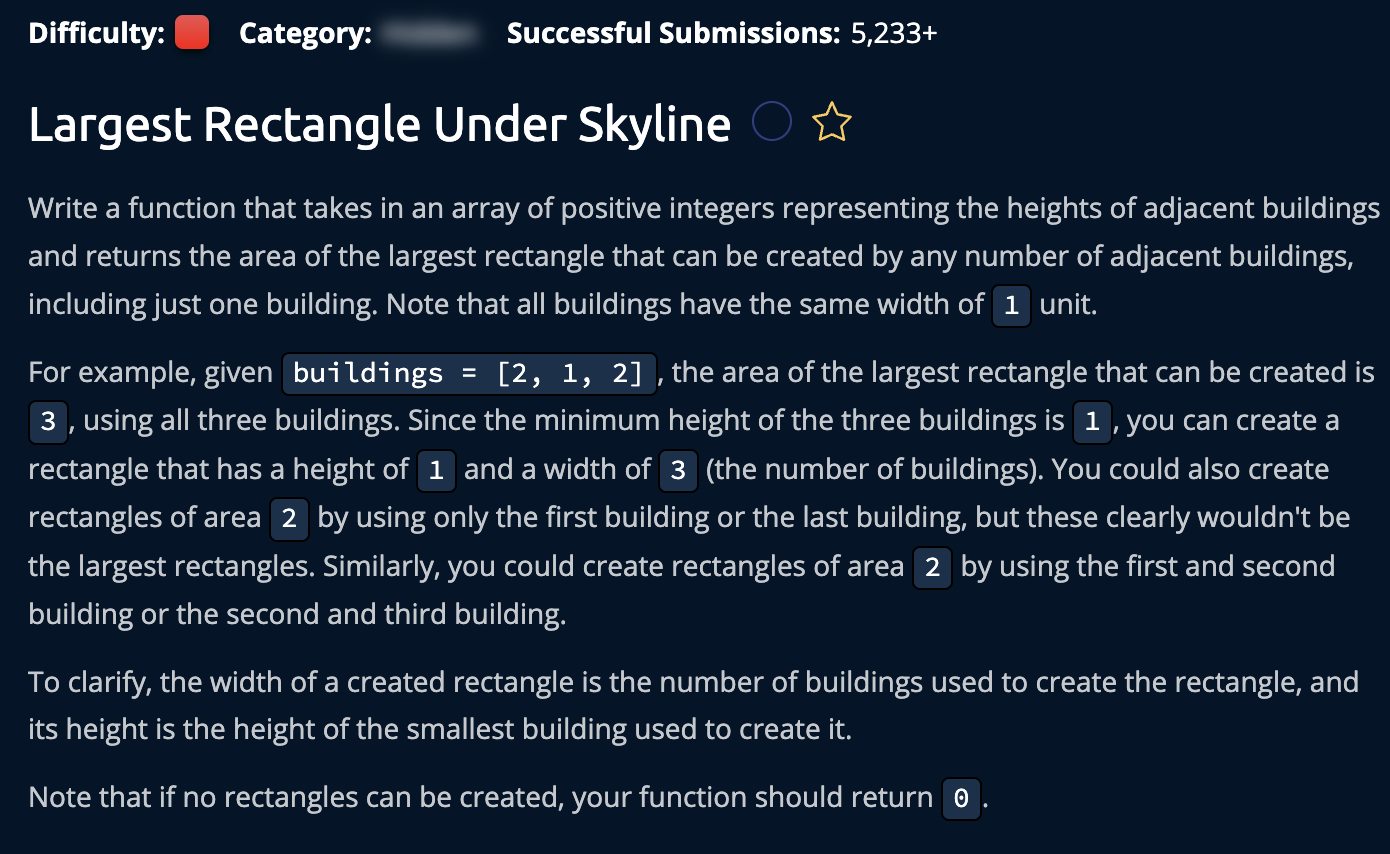 Difficulty: Category: Successful Submissions: 5,233+
Largest Rectangle Under Skyline
Write a function that takes in an array of positive integers representing the heights of adjacent buildings
and returns the area of the largest rectangle that can be created by any number of adjacent buildings,
including just one building. Note that all buildings have the same width of 1 unit.
For example, given buildings = [2, 1, 2], the area of the largest rectangle that can be created is
3, using all three buildings. Since the minimum height of the three buildings is 1, you can create a
rectangle that has a height of 1 and a width of 3 (the number of buildings). You could also create
rectangles of area 2 by using only the first building or the last building, but these clearly wouldn't be
the largest rectangles. Similarly, you could create rectangles of area 2 by using the first and second
building or the second and third building.
To clarify, the width of a created rectangle is the number of buildings used to create the rectangle, and
its height is the height of the smallest building used to create it.
Note that if no rectangles can be created, your function should return 0.